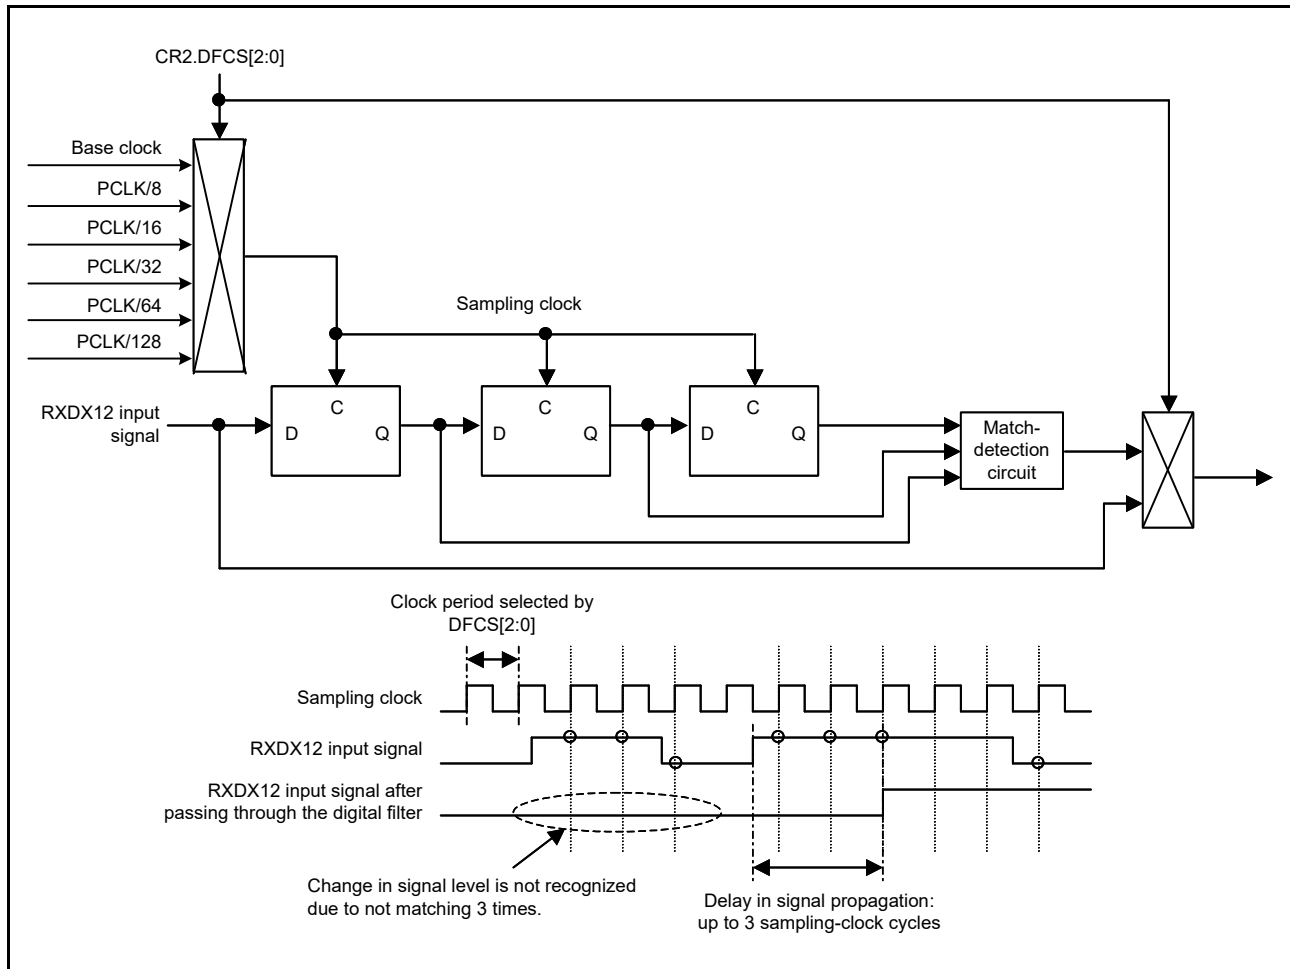 CR2.DFCS[2:0]
Base clock
PCLK/8
PCLK/16
PCLK/32
PCLK/64
PCLK/128
Sampling clock
RXDX12 input
signal
C
D
Q
C
D
Q
C
D
Q
Match-
detection
circuit
Clock period selected by
DFCS[2:0]
Sampling clock
RXDX12 input signal
RXDX12 input signal after
passing through the digital filter
Change in signal level is not recognized
due to not matching 3 times.
Delay in signal propagation:
up to 3 sampling-clock cycles